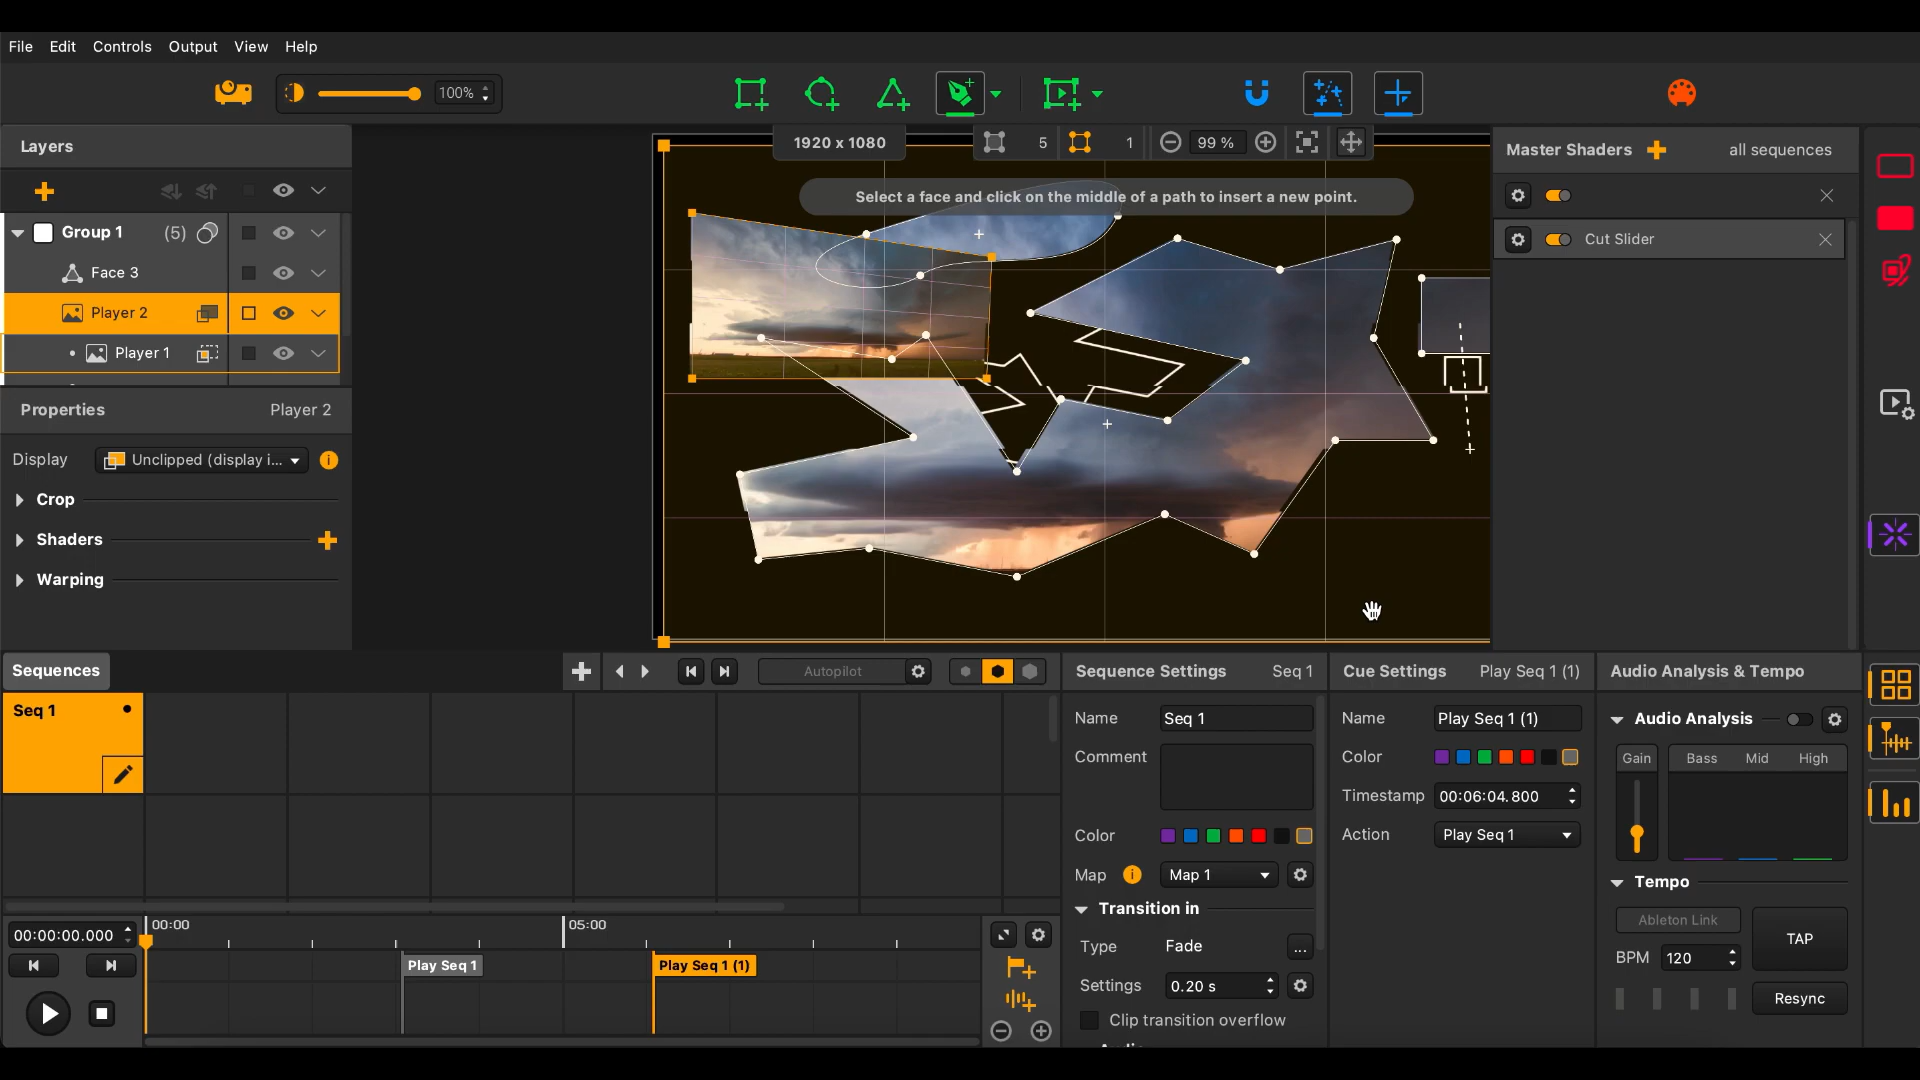 File Edit Controls Output View Help
100%
Layers
1920 x 1080
5
1
99 %
Master Shaders
all sequences
Select a face and click on the middle of a path to insert a new point.
Group 1 (5)
Cut Slider
Face 3
Player 2
Player 1
Properties Player 2
Display Unclipped (display i...
Crop
Shaders
Warping
Sequences
Autopilot
Sequence Settings Seq 1
Cue Settings Play Seq 1 (1)
Audio Analysis & Tempo
Seq 1
Name Seq 1
Name Play Seq 1 (1)
Audio Analysis
Comment
Color
Gain Bass Mid High
Timestamp 00:06:04.800
Color
Action Play Seq 1
Map Map 1
Tempo
Transition in
Ableton Link
TAP
00:00:00.000
00:00
05:00
Type Fade ...
BPM 120
Play Seq 1
Play Seq 1 (1)
Settings 0.20 s
Resync
Clip transition overflow